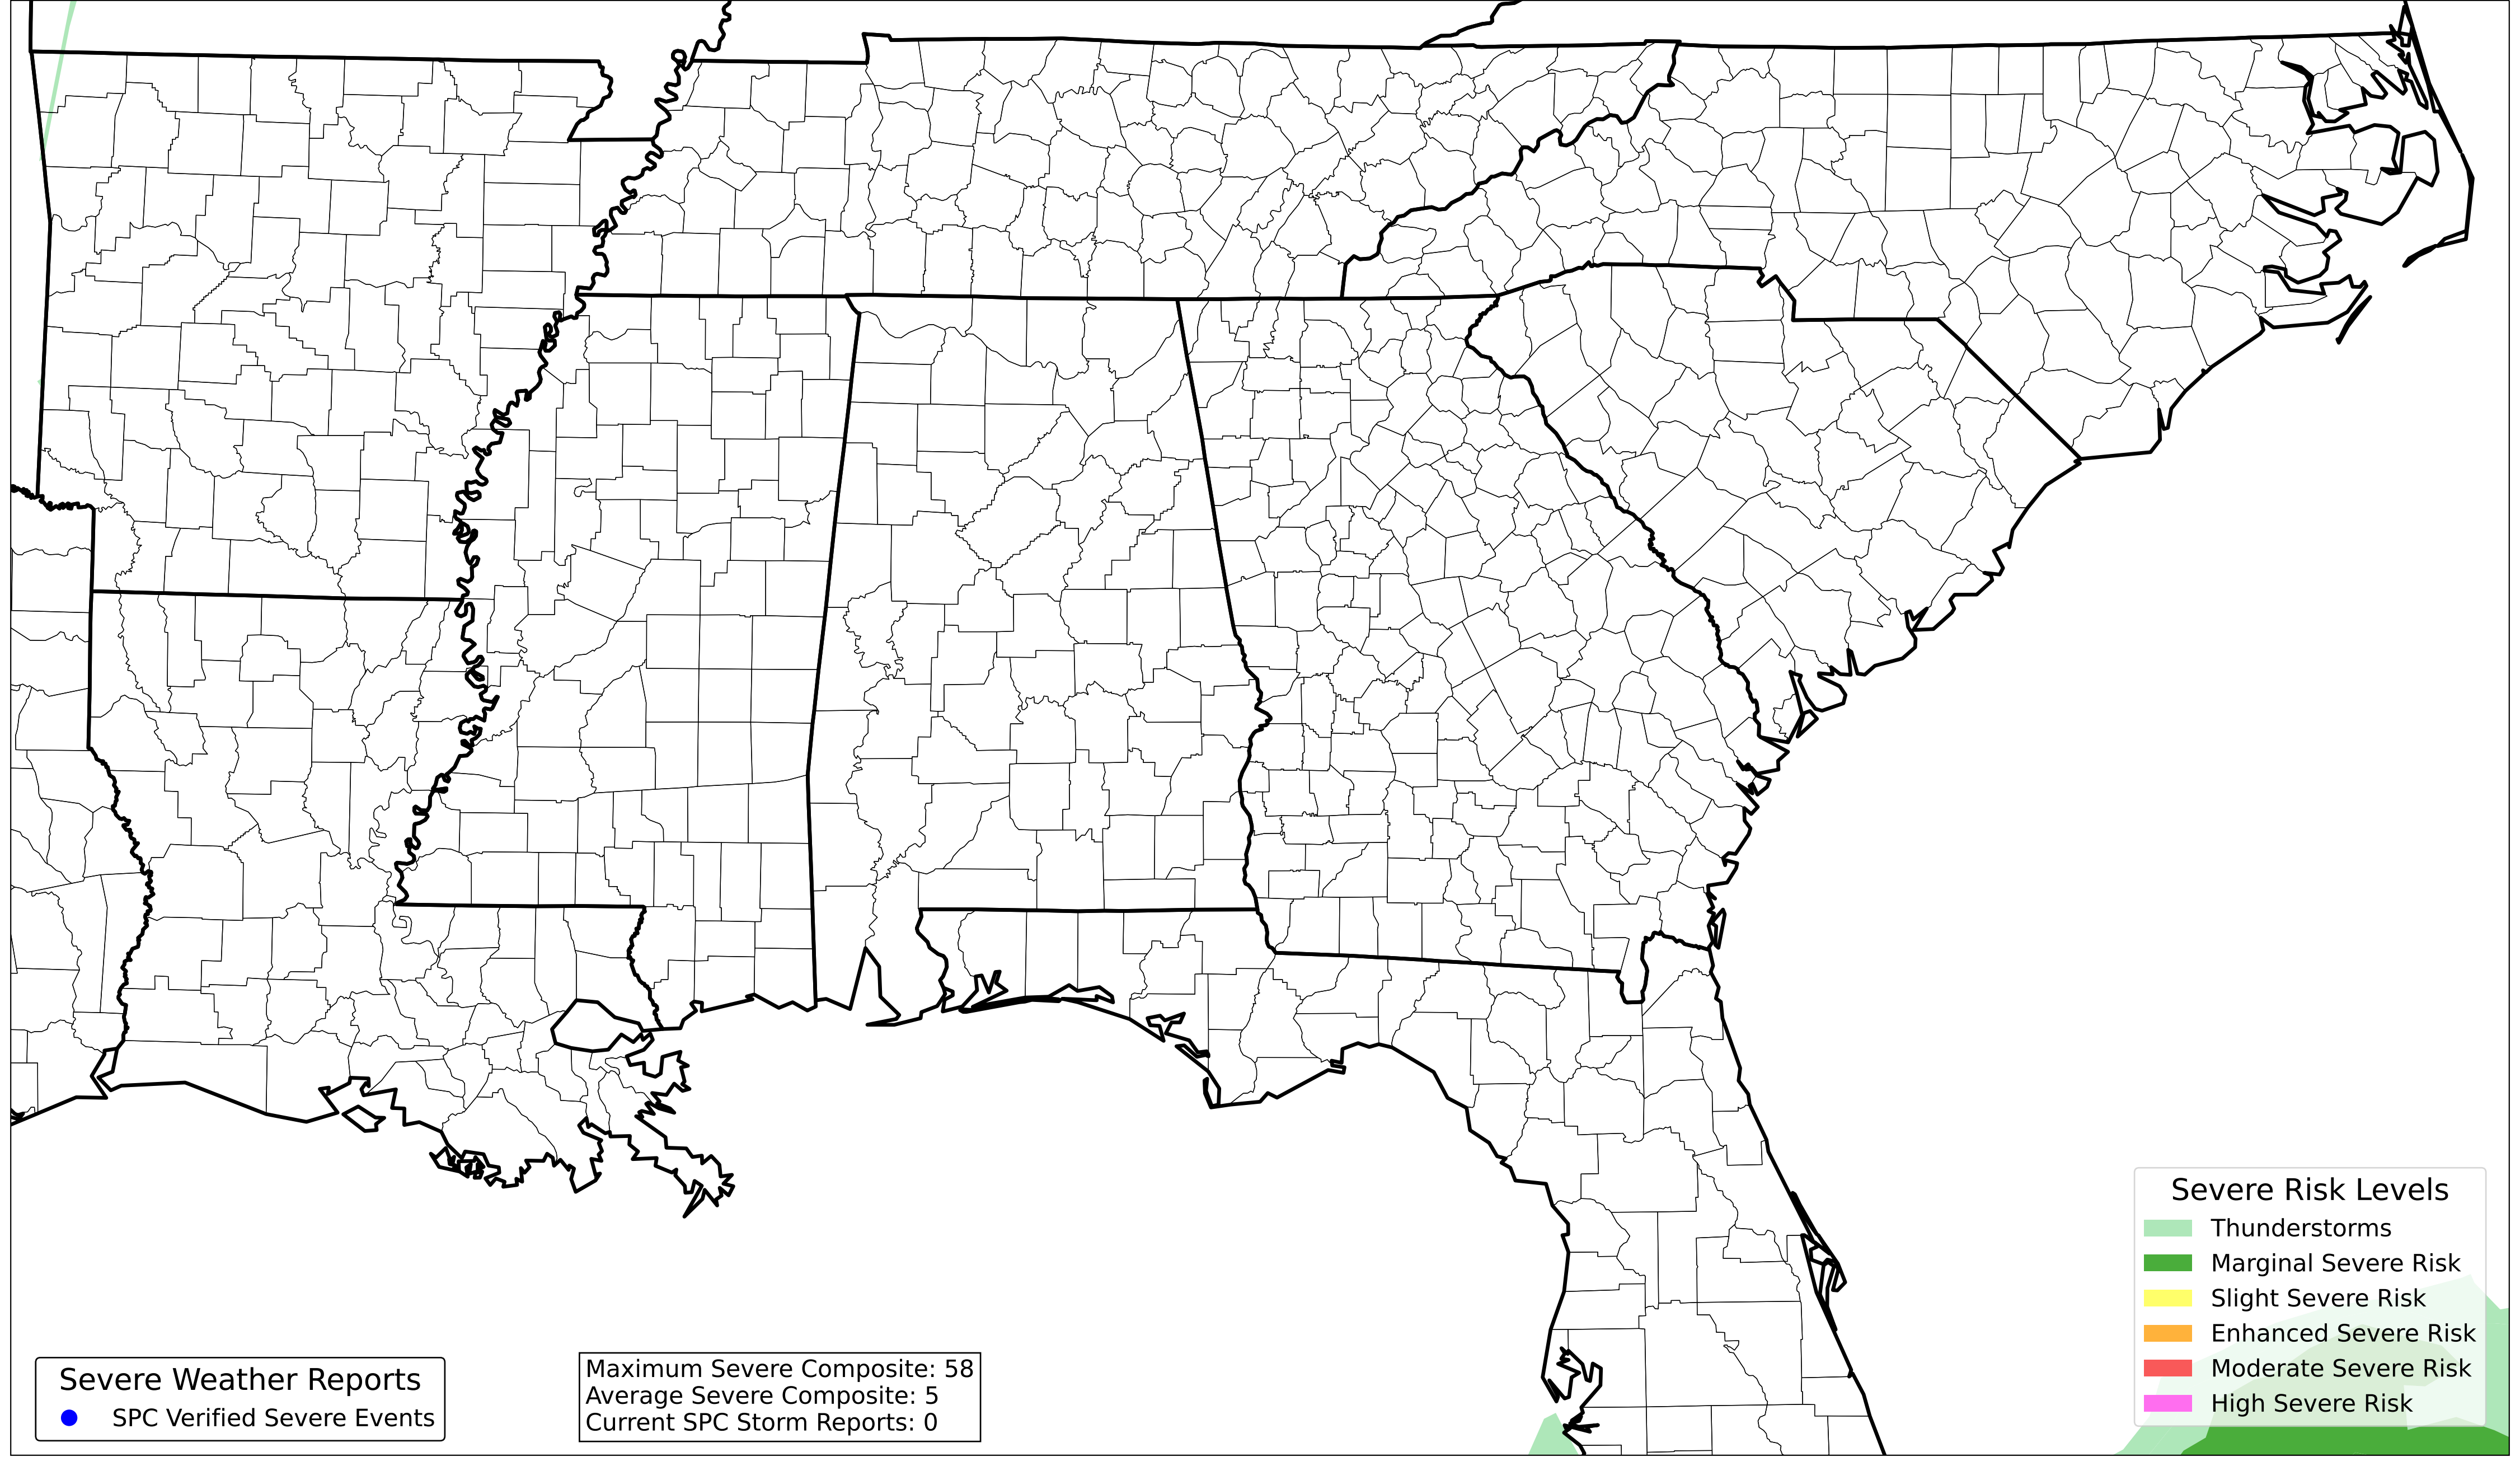 Severe Risk Levels
Thunderstorms
Marginal Severe Risk
Slight Severe Risk
Enhanced Severe Risk
Moderate Severe Risk
High Severe Risk
Severe Weather Reports
SPC Verified Severe Events
Maximum Severe Composite: 58
Average Severe Composite: 5
Current SPC Storm Reports: 0